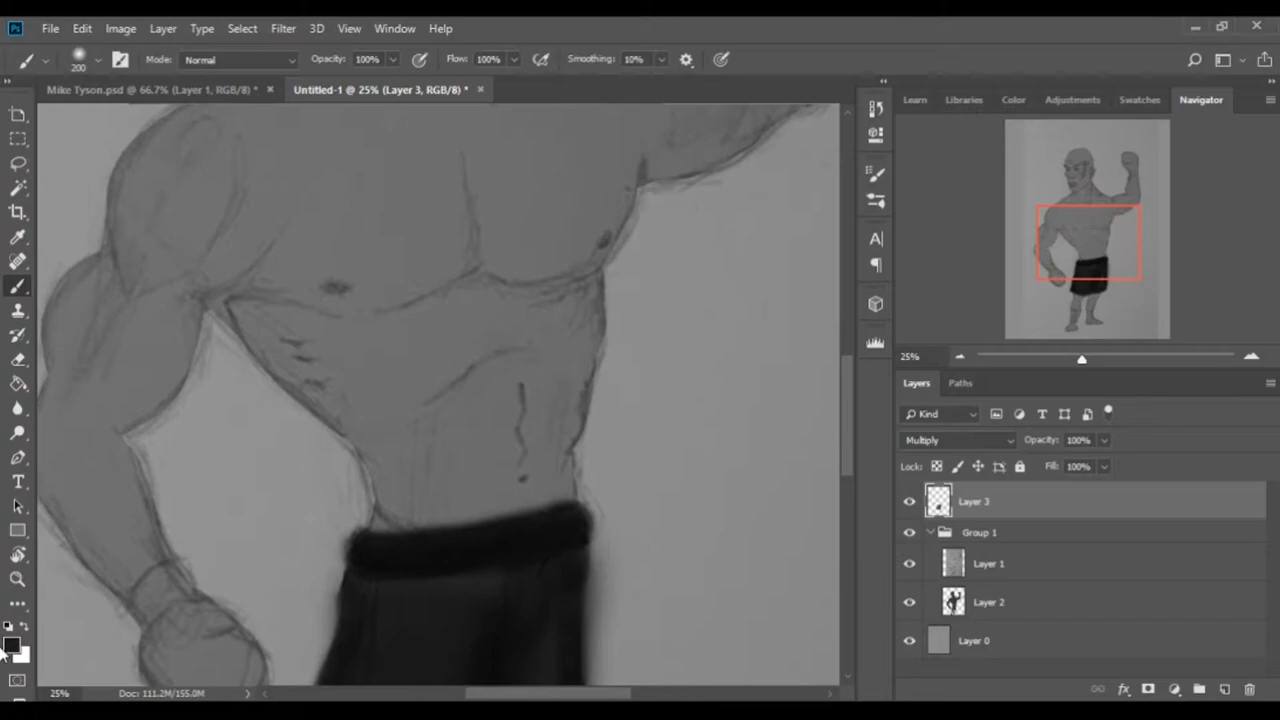 Ps File Edit Image Layer Type Select Filter 3D View Window Help
200 Mode: Normal Opacity: 100% Flow: 100% Smoothing: 10%
Mike Tyson.psd @ 66.7% (Layer 1, RGB/8) * Untitled-1 @ 25% (Layer 3, RGB/8) *
Learn Libraries Color Adjustments Swatches Navigator
25%
Layers Paths
Kind
Multiply Opacity: 100%
Lock: Fill: 100%
Layer 3
Group 1
Layer 1
Layer 2
Layer 0
25% Doc: 111.2M/155.0M